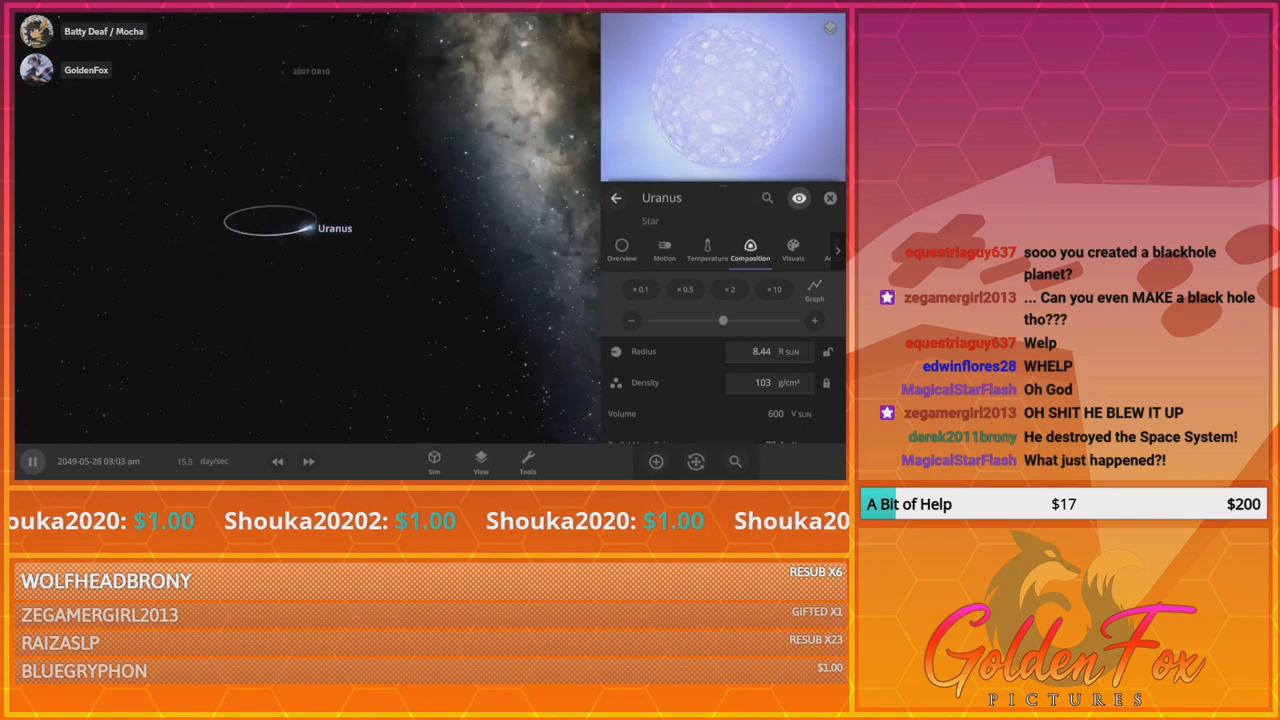 Batty Deaf / Mocha
GoldenFox
2007 OR10
Uranus
Uranus
Star
Overview Motion Temperature Composition Visuals
× 0.1 × 0.5 × 2 × 10 Graph
Radius 8.44 R SUN
Density 103 g/cm³
Volume 600 V SUN
2049-05-28 03:03 am 15.5 day/sec
Sim View Tools
equestriaguy637 sooo you created a blackhole
planet?
zegamergirl2013 ... Can you even MAKE a black hole
tho???
equestriaguy637 Welp
edwinflores28 WHELP
MagicalStarFlash Oh God
zegamergirl2013 OH SHIT HE BLEW IT UP
derek2011brony He destroyed the Space System!
MagicalStarFlash What just happened?!
A Bit of Help $17 $200
ouka2020: $1.00 Shouka20202: $1.00 Shouka2020: $1.00 Shouka20
WOLFHEADBRONY RESUB X6
ZEGAMERGIRL2013 GIFTED X1
RAIZASLP RESUB X23
BLUEGRYPHON $1.00
GoldenFox
PICTURES